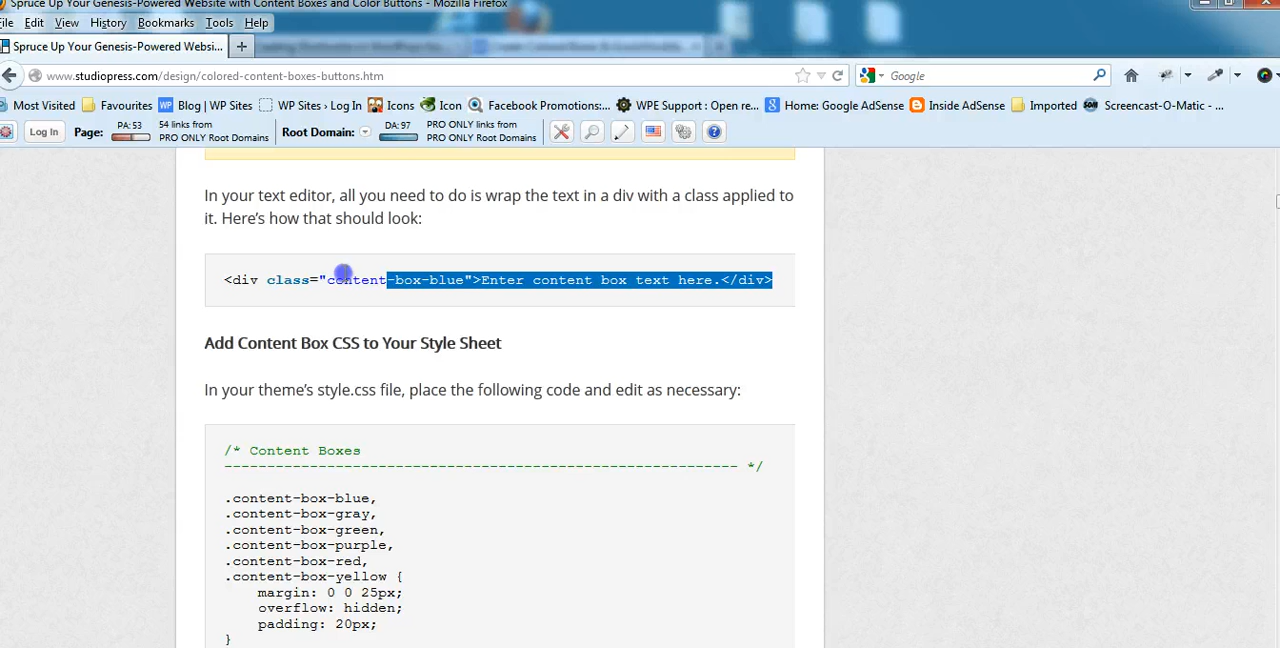 Spruce Up Your Genesis-Powered Website with Content Boxes and Color Buttons - Mozilla Firefox
File Edit View History Bookmarks Tools Help
Spruce Up Your Genesis-Powered Websi... +
www.studiopress.com/design/colored-content-boxes-buttons.htm Google
Most Visited Favourites WP Blog | WP Sites WP Sites › Log In Icons Icon Facebook Promotions:... WPE Support : Open re... 8 Home: Google AdSense Inside AdSense Imported SOM Screencast-O-Matic - ...
Log In Page: PA: 53 54 links from PRO ONLY Root Domains Root Domain: DA: 97 PRO ONLY links from PRO ONLY Root Domains
In your text editor, all you need to do is wrap the text in a div with a class applied to
it. Here's how that should look:
<div class="content-box-blue">Enter content box text here.</div>
Add Content Box CSS to Your Style Sheet
In your theme's style.css file, place the following code and edit as necessary:
/* Content Boxes
------------------------------------------------------------ */
.content-box-blue,
.content-box-gray,
.content-box-green,
.content-box-purple,
.content-box-red,
.content-box-yellow {
margin: 0 0 25px;
overflow: hidden;
padding: 20px;
}